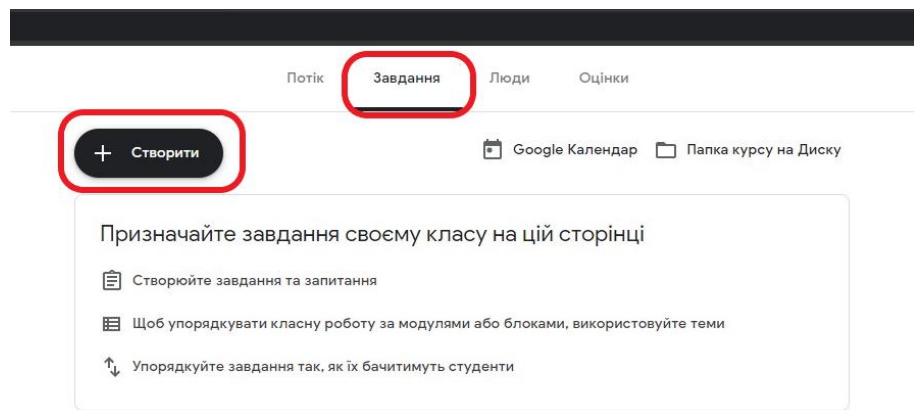 Потік Завдання Люди Оцінки
+ Створити Google Календар Папка курсу на Диску
Призначайте завдання своєму класу на цій сторінці
Створюйте завдання та запитання
Щоб упорядкувати класну роботу за модулями або блоками, використовуйте теми
Упорядкуйте завдання так, як їх бачитимуть студенти